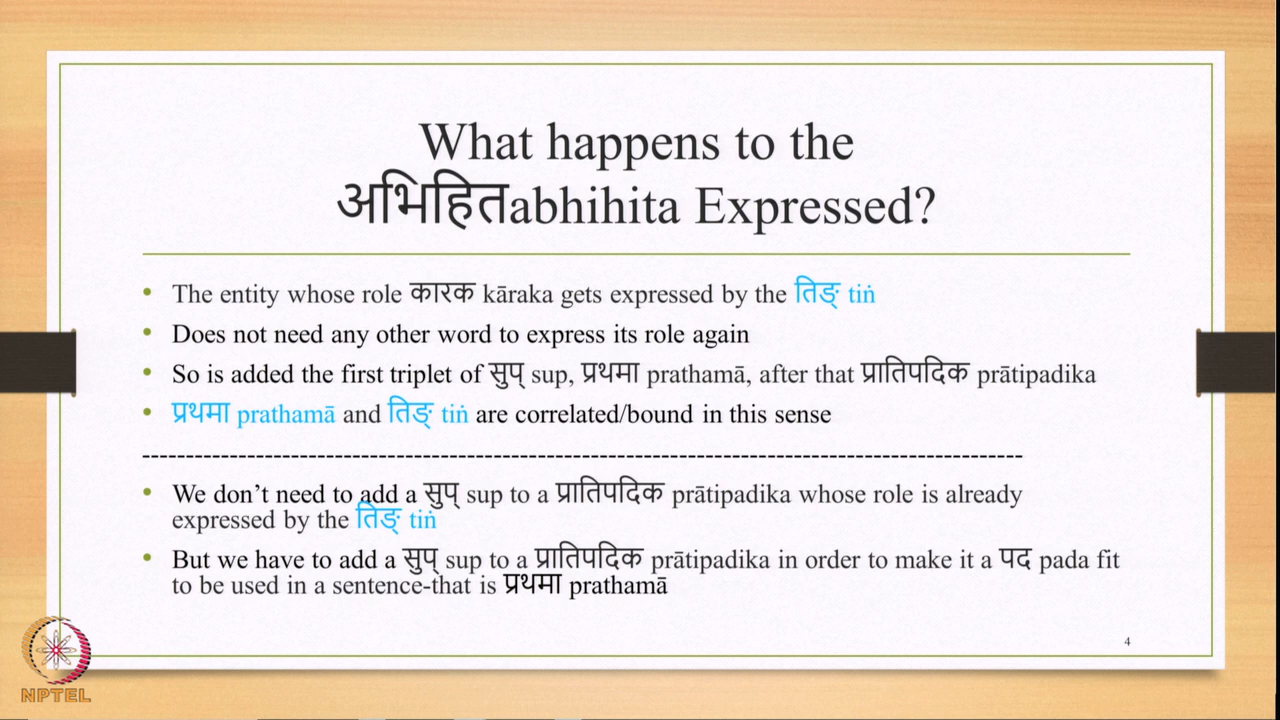 What happens to the
अभिहितabhihita Expressed?
• The entity whose role कारक kāraka gets expressed by the तिङ् tiṅ
• Does not need any other word to express its role again
• So is added the first triplet of सुप् sup, प्रथमा prathamā, after that प्रातिपदिक prātipadika
• प्रथमा prathamā and तिङ् tiṅ are correlated/bound in this sense
----------------------------------------------------------------------------------------
• We don’t need to add a सुप् sup to a प्रातिपदिक prātipadika whose role is already
expressed by the तिङ् tiṅ
• But we have to add a सुप् sup to a प्रातिपदिक prātipadika in order to make it a पद pada fit
to be used in a sentence-that is प्रथमा prathamā
4
NPTEL